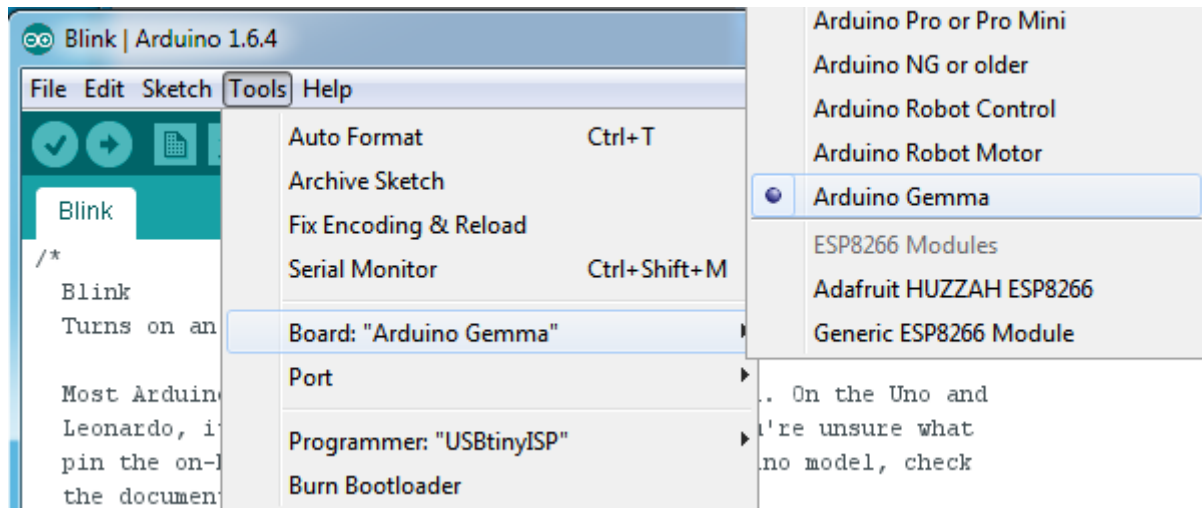 Blink | Arduino 1.6.4
File Edit Sketch Tools Help
Auto Format Ctrl+T
Archive Sketch
Fix Encoding & Reload
Serial Monitor Ctrl+Shift+M
Board: "Arduino Gemma"
Port
Programmer: "USBtinyISP"
Burn Bootloader
Arduino Pro or Pro Mini
Arduino NG or older
Arduino Robot Control
Arduino Robot Motor
Arduino Gemma
ESP8266 Modules
Adafruit HUZZAH ESP8266
Generic ESP8266 Module
Blink
/*
Blink
Turns on an
Most Arduin . On the Uno and
Leonardo, i 're unsure what
pin the on- no model, check
the documen